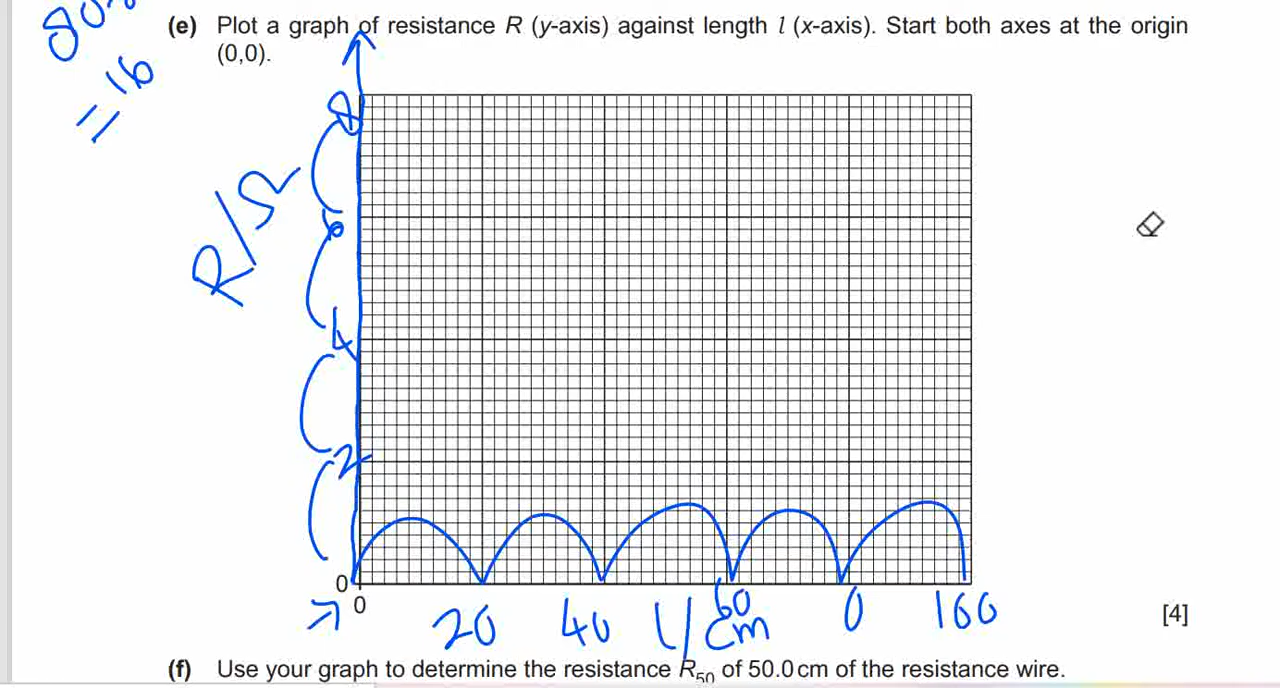 80%
= 16
(e) Plot a graph of resistance R (y-axis) against length l (x-axis). Start both axes at the origin
(0,0).
8
R/Ω
6
4
2
0
0
20 40 l/cm 60 0 100
[4]
(f) Use your graph to determine the resistance R50 of 50.0 cm of the resistance wire.